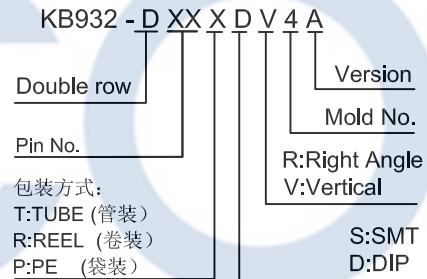 KB932 - D XX X D V 4 A
Double row
Version
Mold No.
Pin No.
R:Right Angle
V:Vertical
包装方式：
T:TUBE (管装）
R:REEL (卷装）
P:PE (袋装）
S:SMT
D:DIP